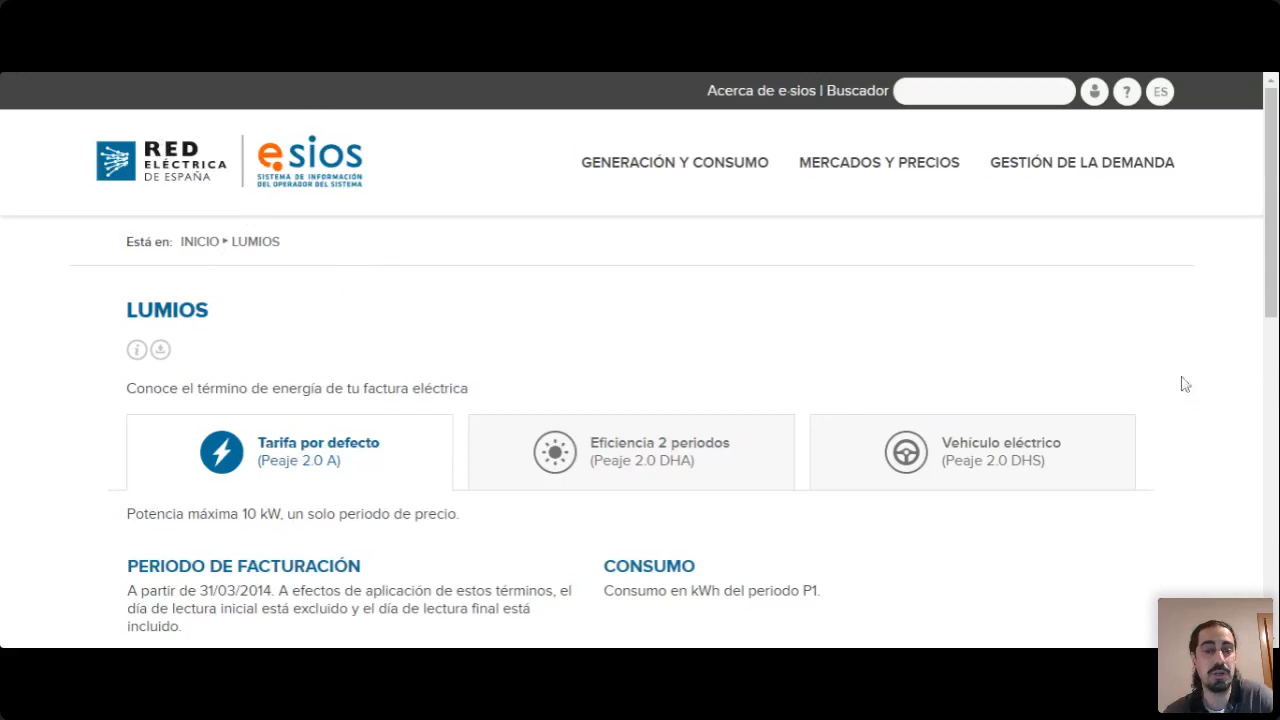 Acerca de e·sios | Buscador
?
ES
RED
ELÉCTRICA
DE ESPAÑA
e·sios
SISTEMA DE INFORMACIÓN
DEL OPERADOR DEL SISTEMA
GENERACIÓN Y CONSUMO
MERCADOS Y PRECIOS
GESTIÓN DE LA DEMANDA
Está en: INICIO ▸ LUMIOS
LUMIOS
i
Conoce el término de energía de tu factura eléctrica
Tarifa por defecto
(Peaje 2.0 A)
Eficiencia 2 periodos
(Peaje 2.0 DHA)
Vehículo eléctrico
(Peaje 2.0 DHS)
Potencia máxima 10 kW, un solo periodo de precio.
PERIODO DE FACTURACIÓN
A partir de 31/03/2014. A efectos de aplicación de estos términos, el
día de lectura inicial está excluido y el día de lectura final está
incluido.
CONSUMO
Consumo en kWh del periodo P1.